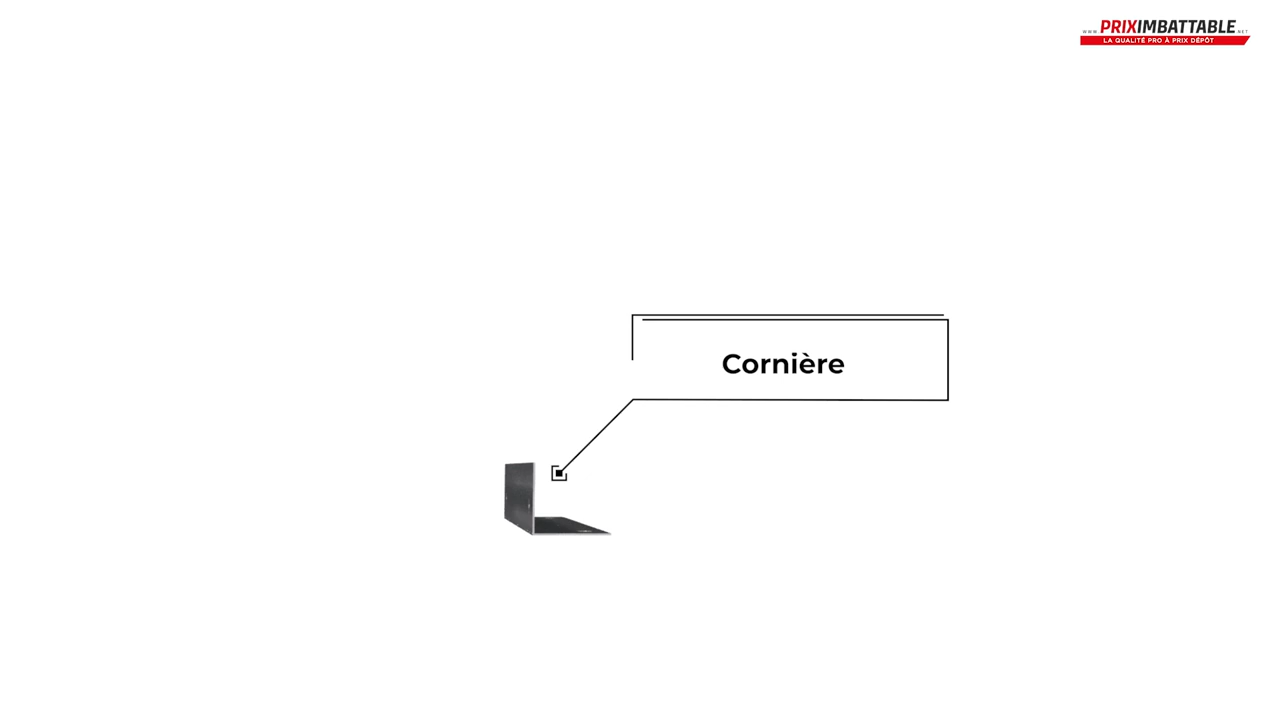 WWW. PRIXIMBATTABLE .NET
LA QUALITÉ PRO À PRIX DÉPÔT
Cornière